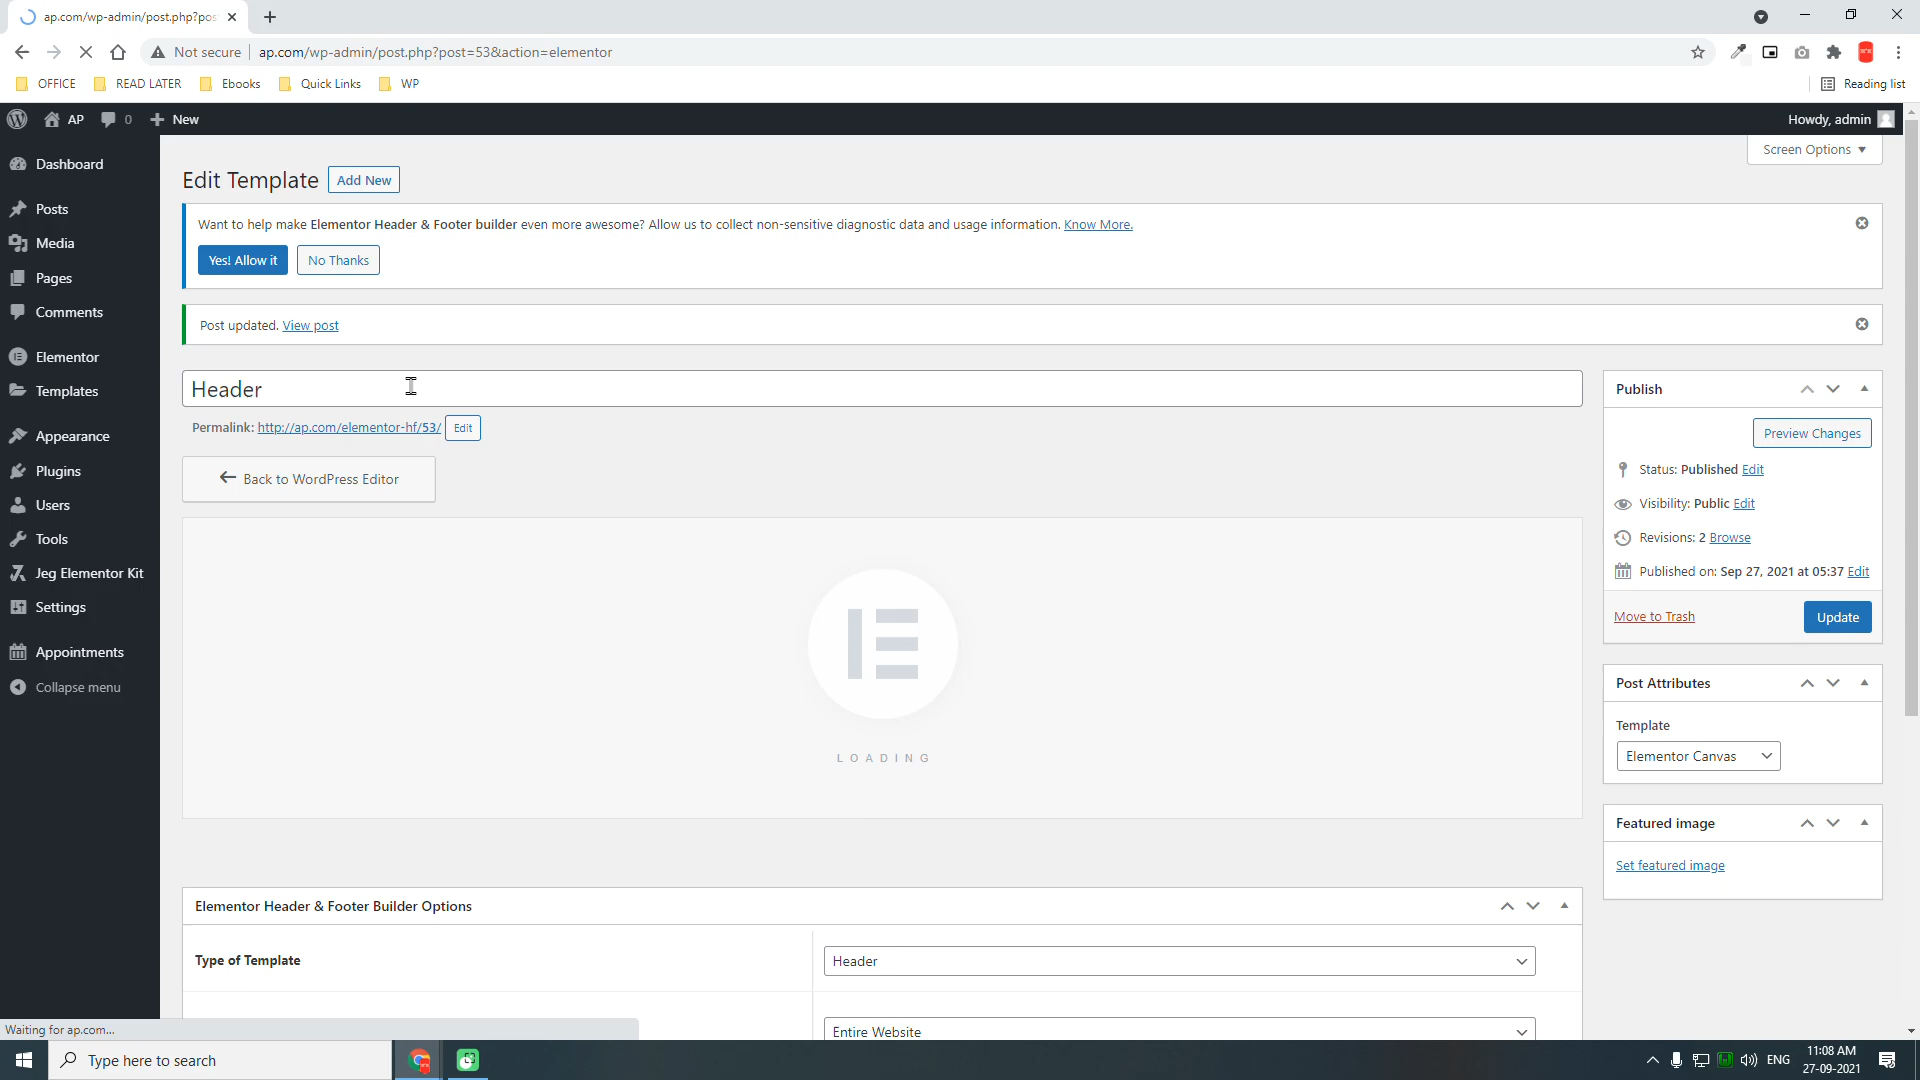 ap.com/wp-admin/post.php?pos
Not secure ap.com/wp-admin/post.php?post=53&action=elementor
OFFICE READ LATER Ebooks Quick Links WP Reading list
AP 0 New Howdy, admin
Screen Options
Dashboard
Posts
Media
Pages
Comments
Elementor
Templates
Appearance
Plugins
Users
Tools
Jeg Elementor Kit
Settings
Appointments
Collapse menu
Edit Template Add New
Want to help make Elementor Header & Footer builder even more awesome? Allow us to collect non-sensitive diagnostic data and usage information. Know More.
Yes! Allow it No Thanks
Post updated. View post
Header
Permalink: http://ap.com/elementor-hf/53/ Edit
Back to WordPress Editor
LOADING
Elementor Header & Footer Builder Options
Type of Template Header
Entire Website
Publish
Preview Changes
Status: Published Edit
Visibility: Public Edit
Revisions: 2 Browse
Published on: Sep 27, 2021 at 05:37 Edit
Move to Trash Update
Post Attributes
Template
Elementor Canvas
Featured image
Set featured image
Waiting for ap.com...
Type here to search
ENG
11:08 AM
27-09-2021